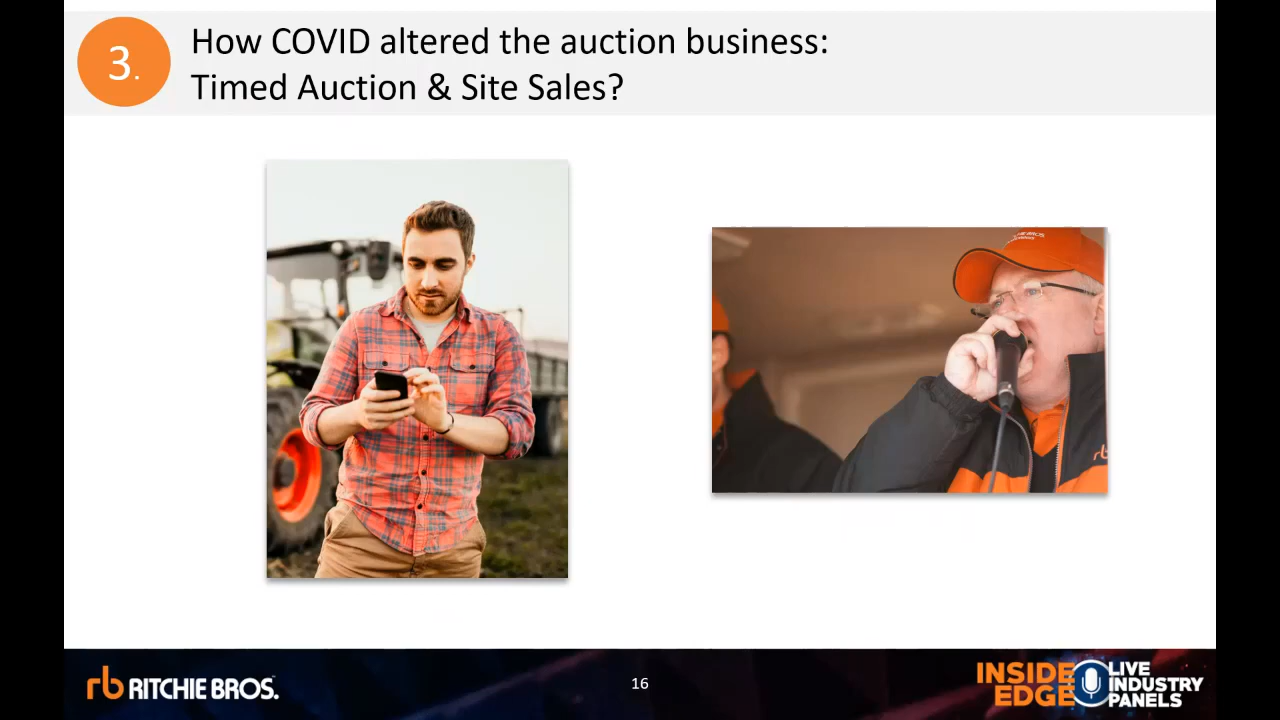 3.
How COVID altered the auction business:
Timed Auction & Site Sales?
rb
rb RITCHIE BROS.
16
INSIDE
EDGE
LIVE
INDUSTRY
PANELS